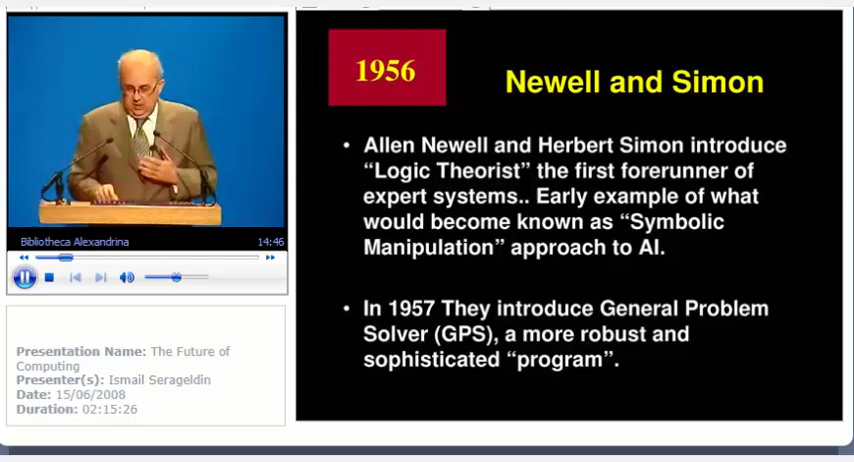 1956
Newell and Simon
• Allen Newell and Herbert Simon introduce
“Logic Theorist” the first forerunner of
expert systems.. Early example of what
would become known as “Symbolic
Manipulation” approach to AI.
• In 1957 They introduce General Problem
Solver (GPS), a more robust and
sophisticated “program”.
Bibliotheca Alexandrina 14:46
Presentation Name: The Future of
Computing
Presenter(s): Ismail Serageldin
Date: 15/06/2008
Duration: 02:15:26